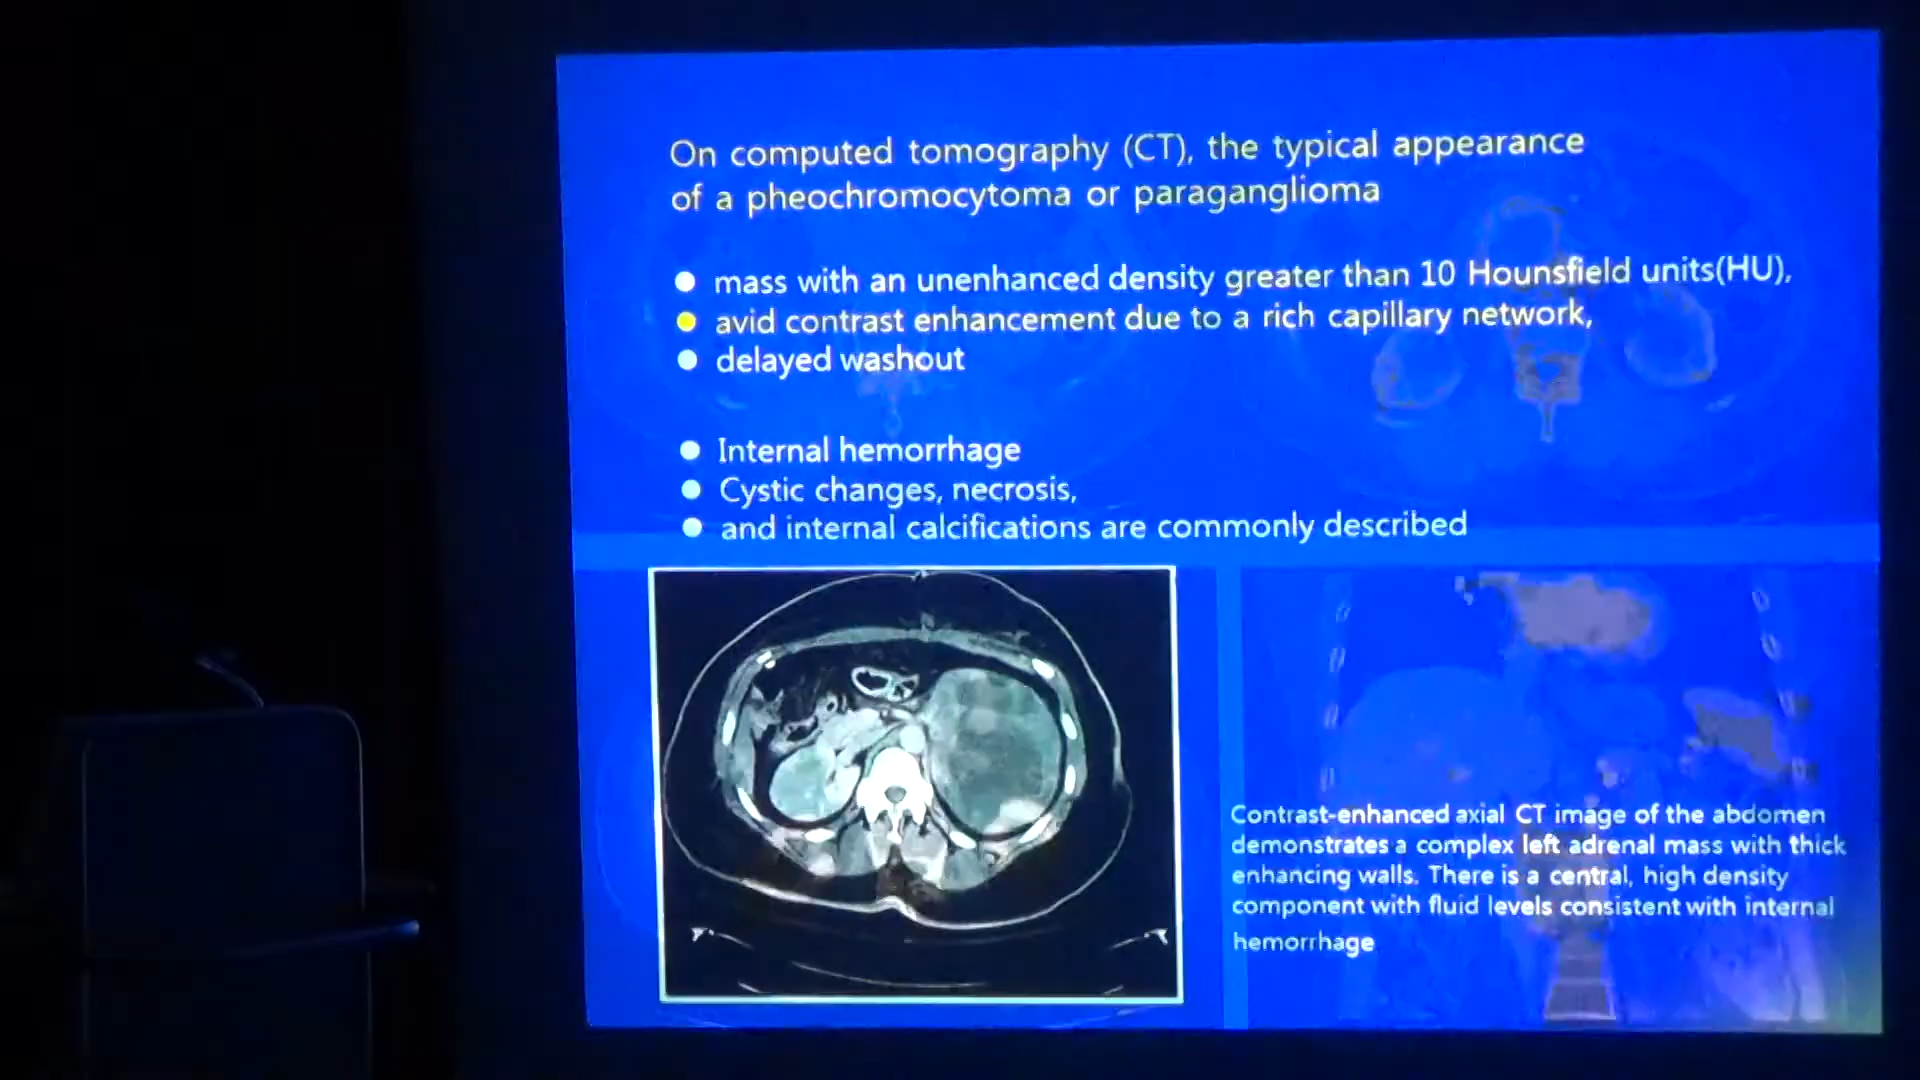 On computed tomography (CT), the typical appearance
of a pheochromocytoma or paraganglioma
mass with an unenhanced density greater than 10 Hounsfield units(HU),
avid contrast enhancement due to a rich capillary network,
delayed washout
Internal hemorrhage
Cystic changes, necrosis,
and internal calcifications are commonly described
Contrast-enhanced axial CT image of the abdomen
demonstrates a complex left adrenal mass with thick
enhancing walls. There is a central, high density
component with fluid levels consistent with internal
hemorrhage